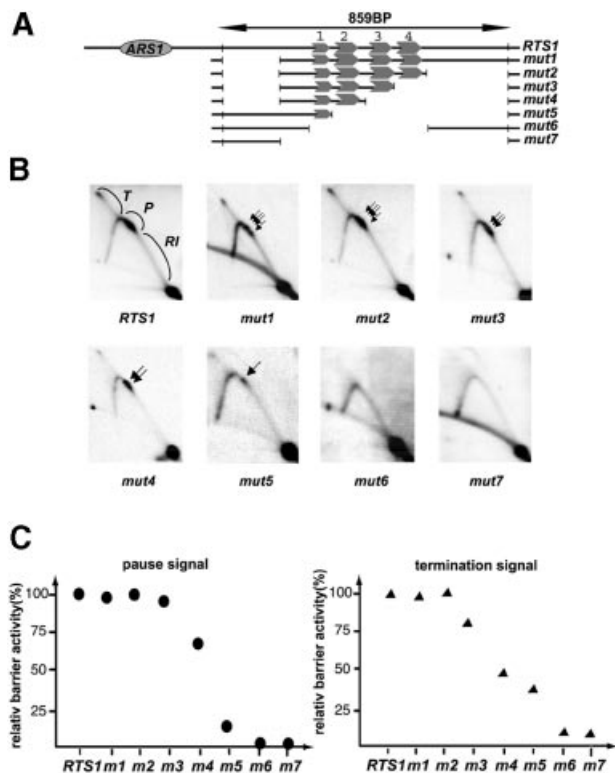 A
859BP
ARS1
1 2 3 4
RTS1
mut1
mut2
mut3
mut4
mut5
mut6
mut7
B
T
P
RI
RTS1 mut1 mut2 mut3
mut4 mut5 mut6 mut7
C
pause signal
relativ barrier activity(%)
100
75
50
25
RTS1 m1 m2 m3 m4 m5 m6 m7
termination signal
relativ barrier activity(%)
100
75
50
25
RTS1 m1 m2 m3 m4 m5 m6 m7